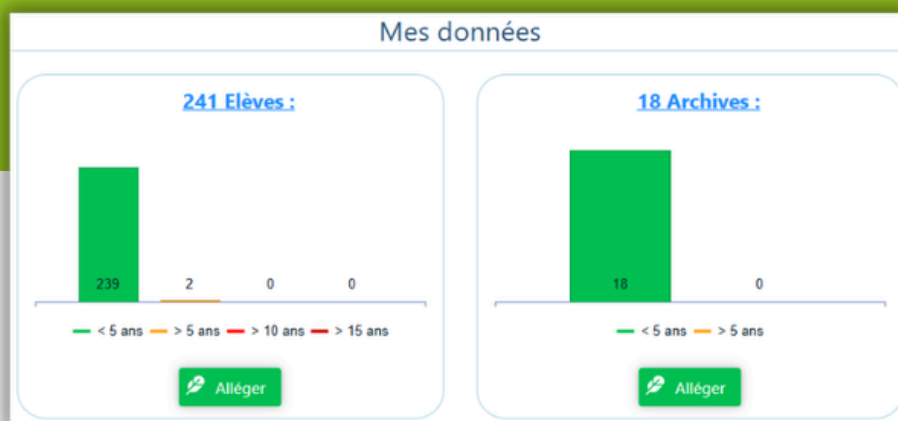 Mes données
241 Elèves :
239 2 0 0
< 5 ans > 5 ans > 10 ans > 15 ans
Alléger
18 Archives :
18 0
< 5 ans > 5 ans
Alléger